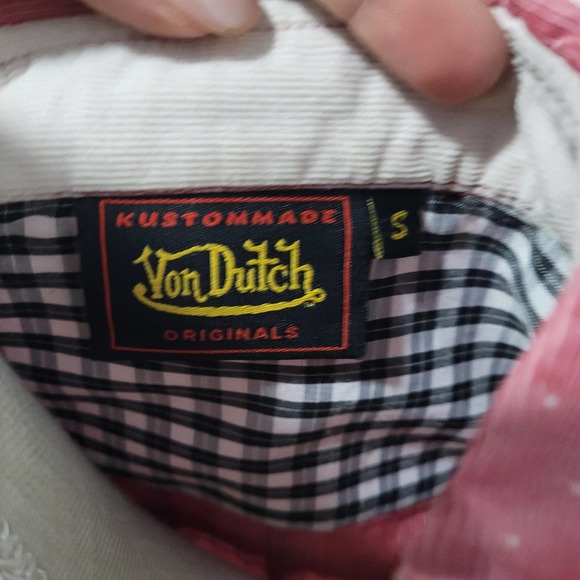 KUSTOMMADE
Von Dutch
ORIGINALS
S